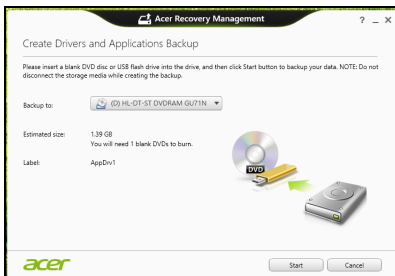 Acer Recovery Management
? _ X
Create Drivers and Applications Backup
Please insert a blank DVD disc or USB flash drive into the drive, and then click Start button to backup your data. NOTE: Do not
disconnect the storage media while creating the backup.
Backup to:
(D) HL-DT-ST DVDRAM GU71N
Estimated size:
1.39 GB
You will need 1 blank DVDs to burn.
Label:
AppDrv1
DVD
acer
Start
Cancel